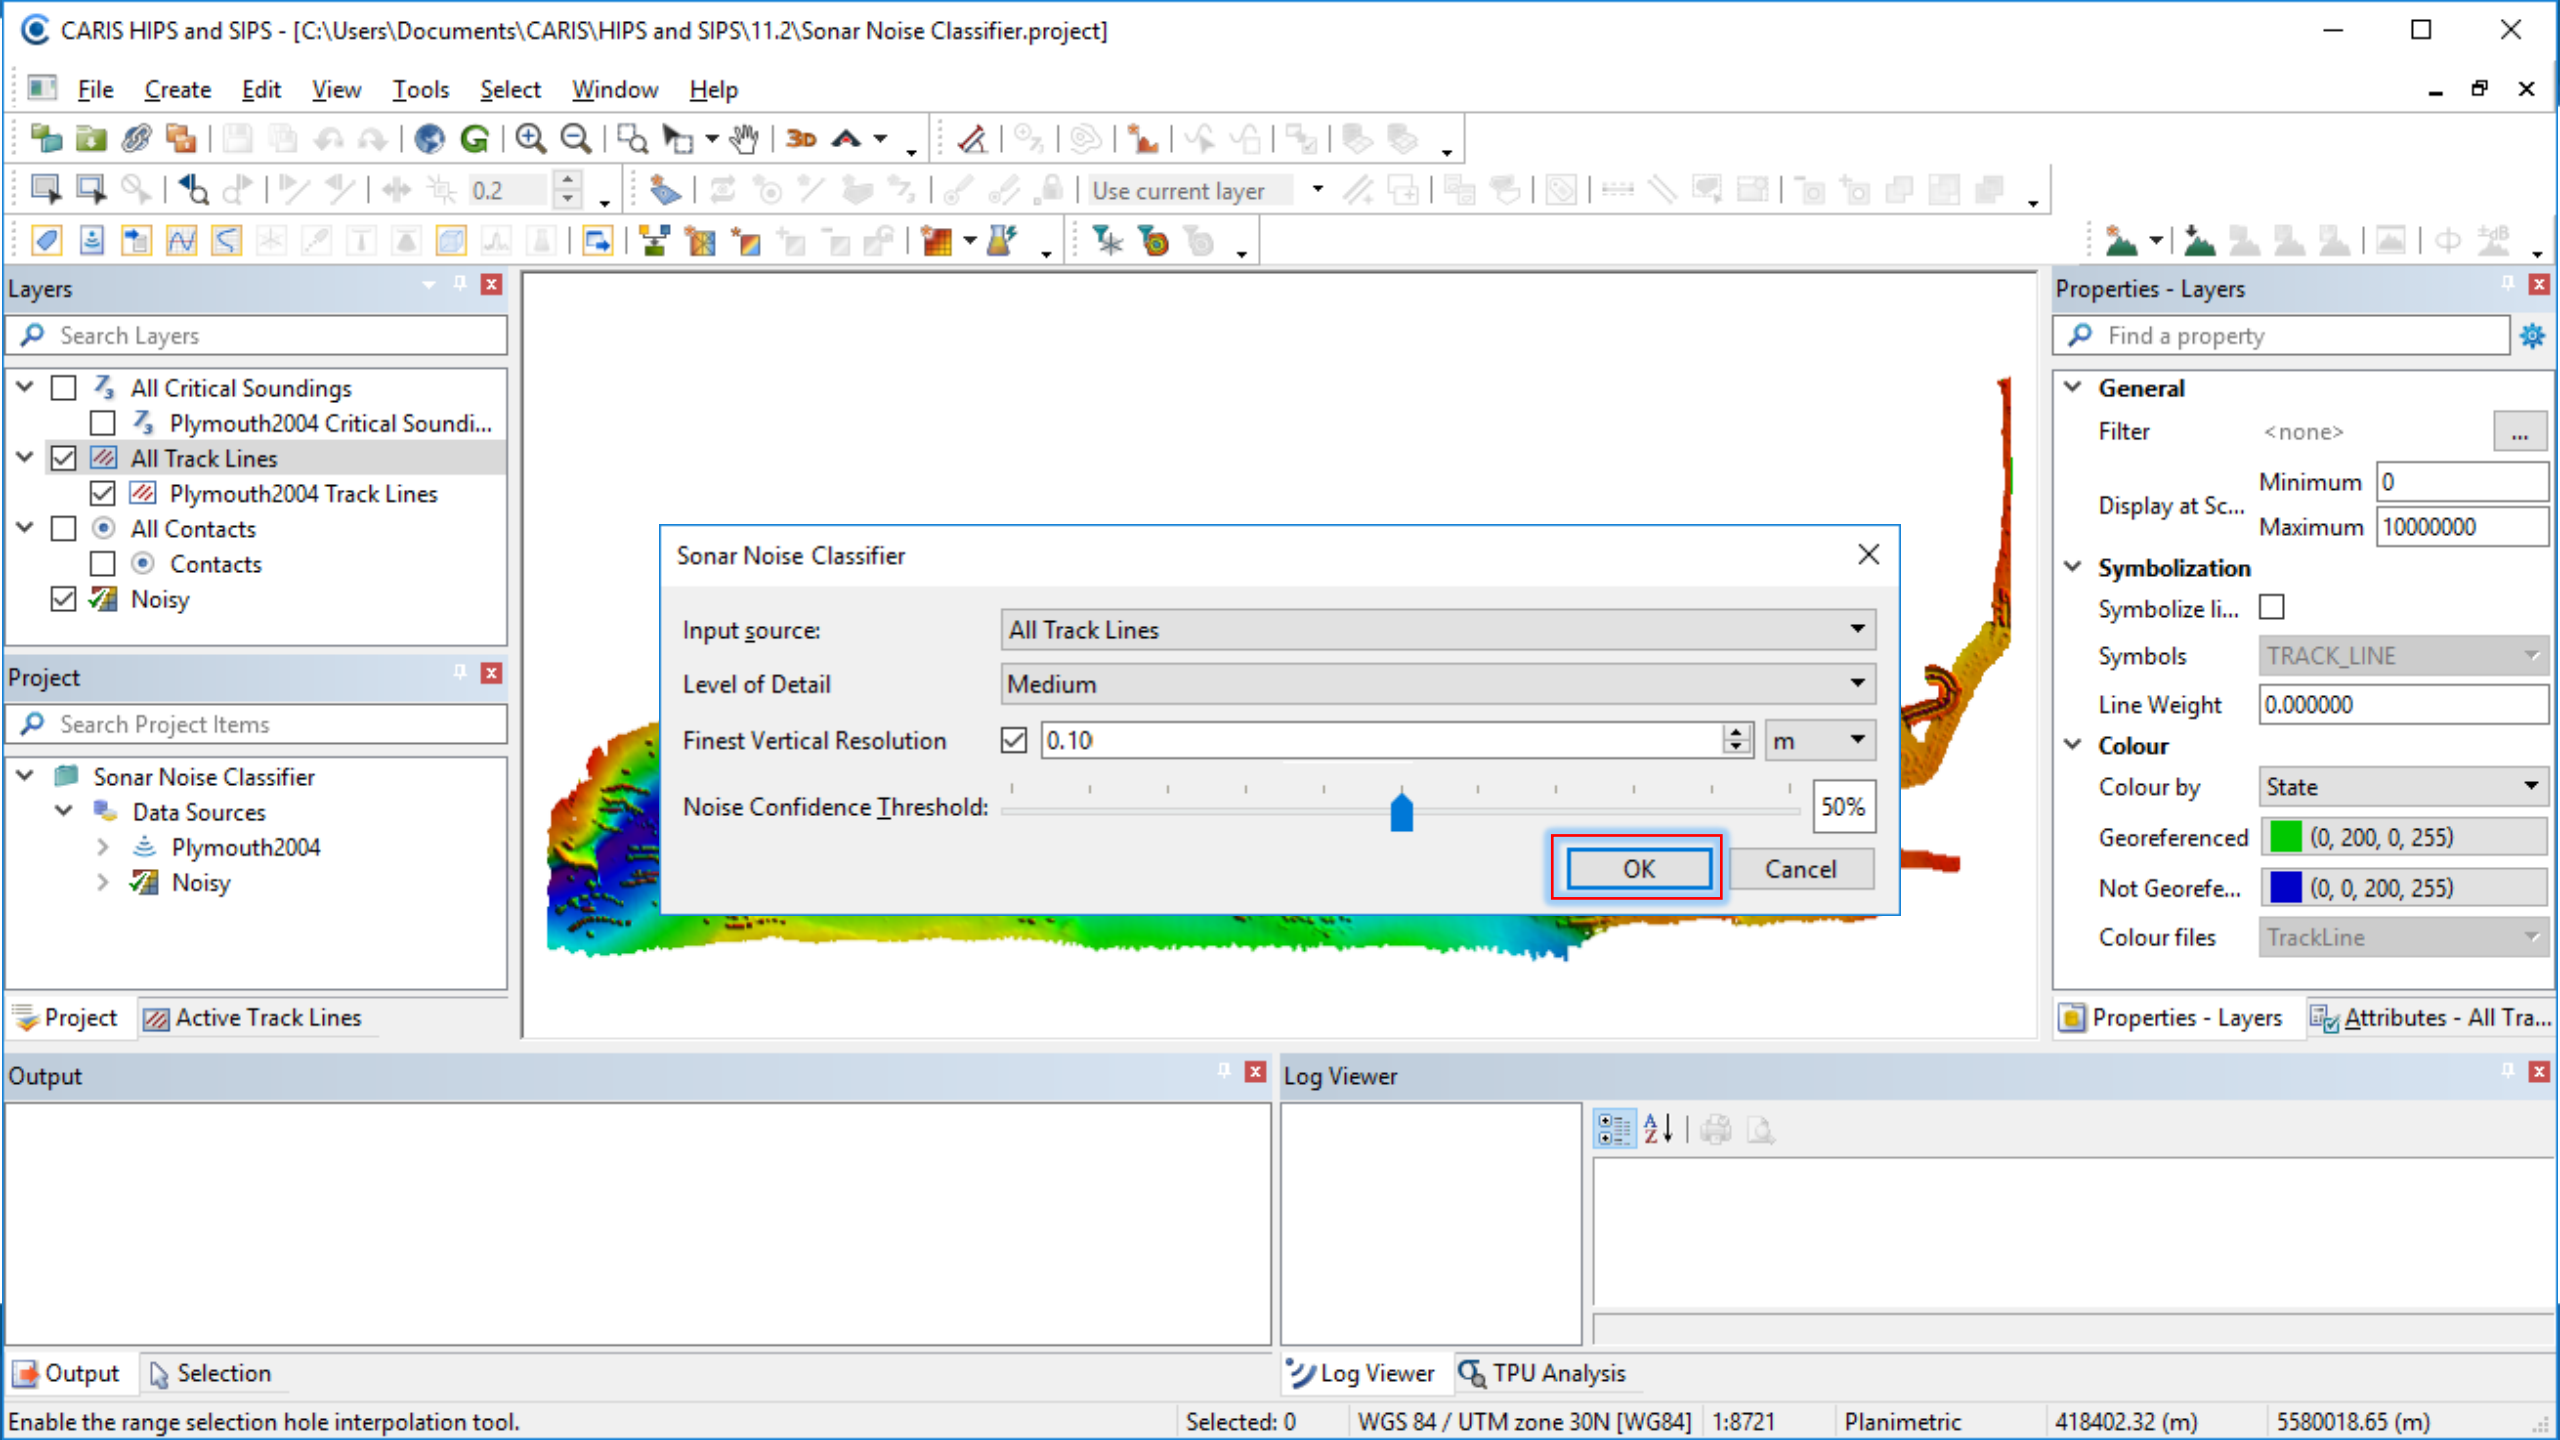 CARIS HIPS and SIPS - [C:\Users\Documents\CARIS\HIPS and SIPS\11.2\Sonar Noise Classifier.project]
File Create Edit View Tools Select Window Help
3D
0.2
Use current layer
±dB
Layers
Search Layers
All Critical Soundings
Plymouth2004 Critical Soundi...
All Track Lines
Plymouth2004 Track Lines
All Contacts
Contacts
Noisy
Project
Search Project Items
Sonar Noise Classifier
Data Sources
Plymouth2004
Noisy
Project Active Track Lines
Sonar Noise Classifier
Input source: All Track Lines
Level of Detail Medium
Finest Vertical Resolution 0.10 m
Noise Confidence Threshold: 50%
OK Cancel
Properties - Layers
Find a property
General
Filter <none> ...
Display at Sc...
Minimum 0
Maximum 10000000
Symbolization
Symbolize li...
Symbols TRACK_LINE
Line Weight 0.000000
Colour
Colour by State
Georeferenced (0, 200, 0, 255)
Not Georefe... (0, 0, 200, 255)
Colour files TrackLine
Properties - Layers Attributes - All Tra...
Output
Log Viewer
Output Selection
Log Viewer TPU Analysis
Enable the range selection hole interpolation tool. Selected: 0 WGS 84 / UTM zone 30N [WG84] 1:8721 Planimetric 418402.32 (m) 5580018.65 (m)